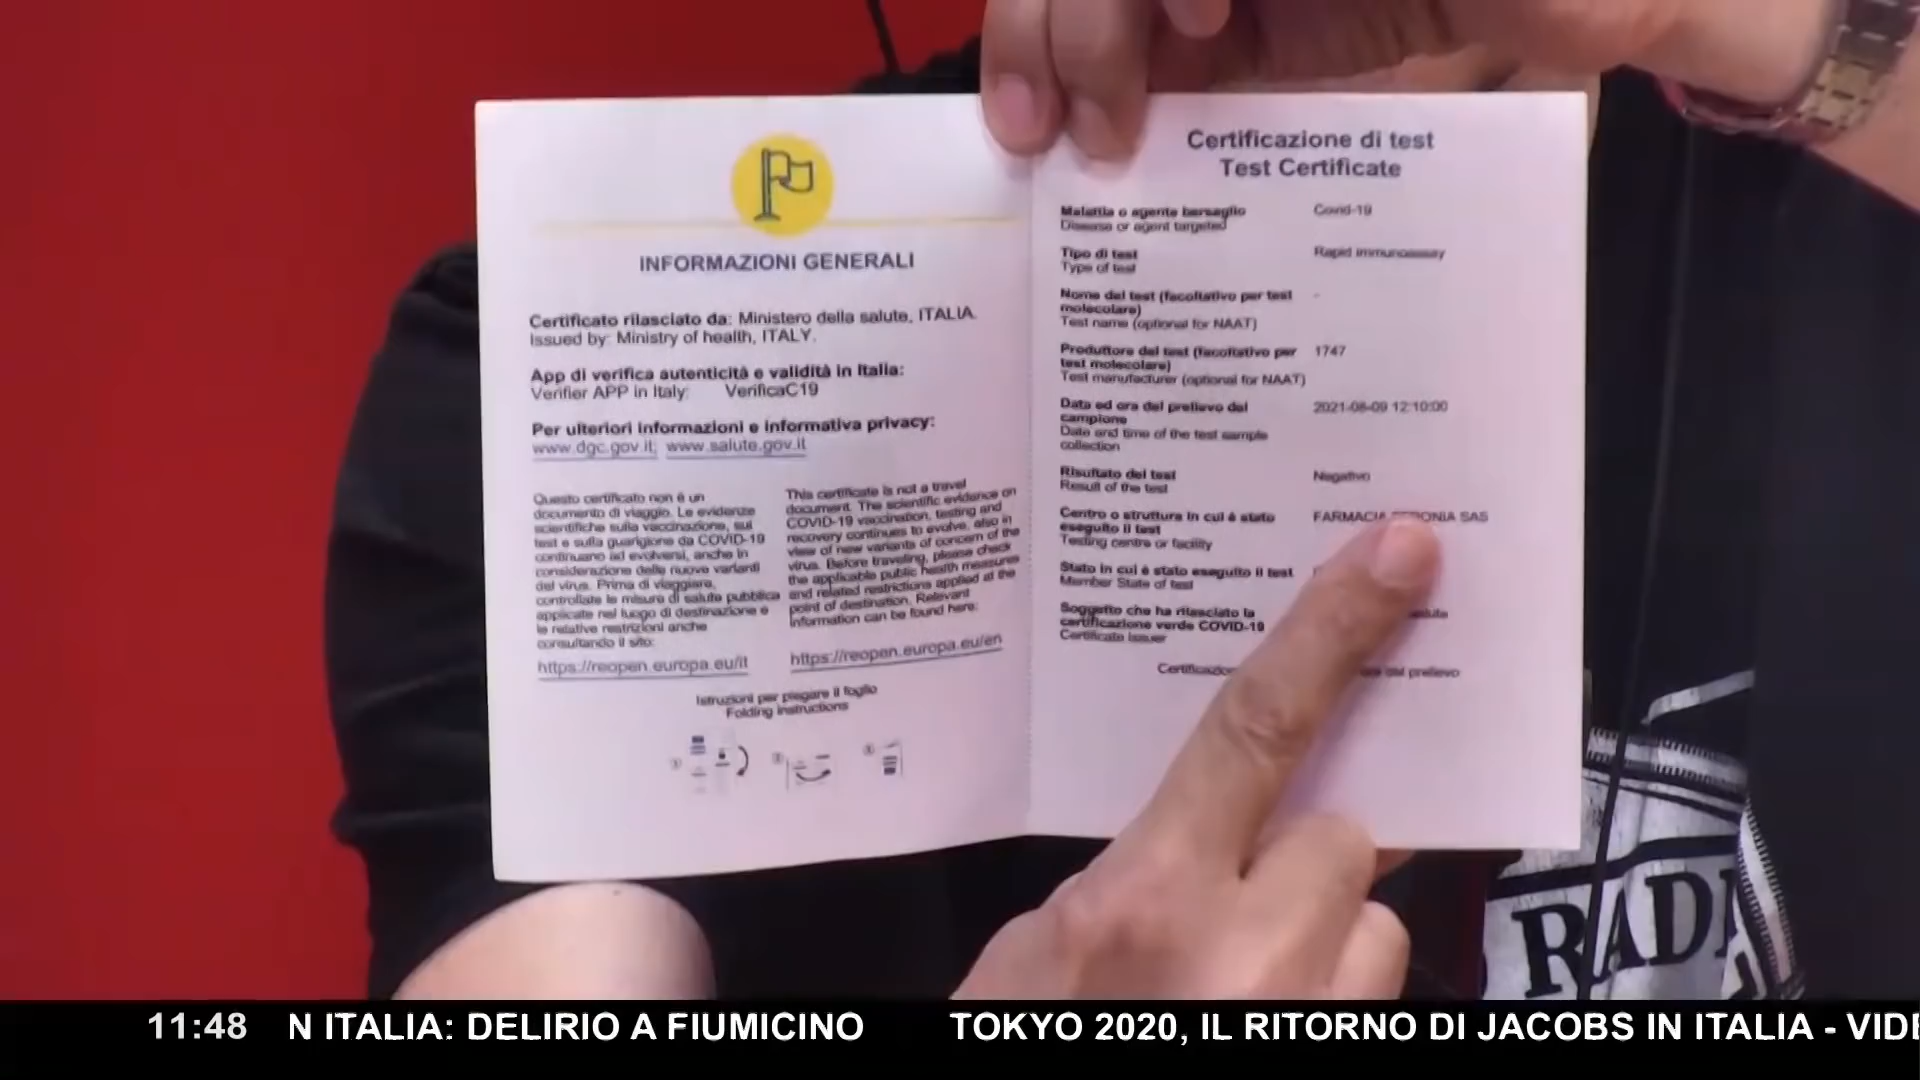 INFORMAZIONI GENERALI
Certificato rilasciato da: Ministero della salute, ITALIA.
Issued by: Ministry of health, ITALY.
App di verifica autenticità e validità in Italia:
Verifier APP in Italy: VerificaC19
Per ulteriori informazioni e informativa privacy:
www.dgc.gov.it; www.salute.gov.it
Questo certificato non è un
documento di viaggio. Le evidenze
scientifiche sulla vaccinazione, sui
test e sulla guarigione da COVID-19
continuano ad evolversi, anche in
considerazione delle nuove varianti
del virus. Prima di viaggiare,
controllate le misure di salute pubblica
applicate nel luogo di destinazione e
le relative restrizioni anche
consultando il sito:
https://reopen.europa.eu/it
This certificate is not a travel
document. The scientific evidence on
COVID-19 vaccination, testing and
recovery continues to evolve, also in
view of new variants of concern of the
virus. Before traveling, please check
the applicable public health measures
and related restrictions applied at the
point of destination. Relevant
information can be found here:
https://reopen.europa.eu/en
Istruzioni per piegare il foglio
Folding instructions
Certificazione di test
Test Certificate
Malattia o agente bersaglio Covid-19
Disease or agent targeted
Tipo di test Rapid immunoassay
Type of test
Nome del test (facoltativo per test -
molecolare)
Test name (optional for NAAT)
Produttore del test (facoltativo per 1747
test molecolare)
Test manufacturer (optional for NAAT)
Data ed ora del prelievo del 2021-08-09 12:10:00
campione
Date and time of the test sample
collection
Risultato del test Negativo
Result of the test
Centro o struttura in cui è stato FARMACIA SAS
eseguito il test
Testing centre or facility
Stato in cui è stato eseguito il test
Member State of test
Soggetto che ha rilasciato la
certificazione verde COVID-19
Certificate issuer
del prelievo
RADI
11:48 N ITALIA: DELIRIO A FIUMICINO TOKYO 2020, IL RITORNO DI JACOBS IN ITALIA - VIDE